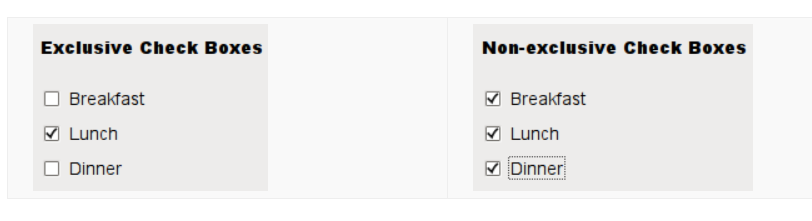 Exclusive Check Boxes
Breakfast
Lunch
Dinner
Non-exclusive Check Boxes
Breakfast
Lunch
Dinner